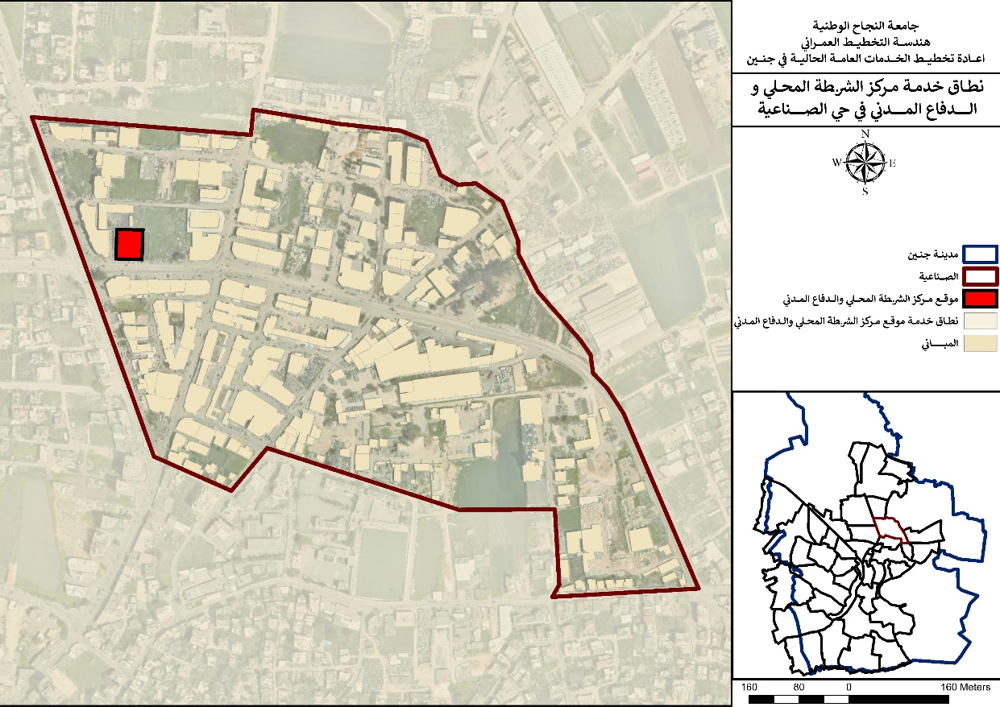 جامعة النجاح الوطنية
هندسة التخطيط العمراني
اعادة تخطيط الخدمات العامة الحالية في جنين
نطاق خدمة مركز الشرطة المحلي و
الدفاع المدني في حي الصناعية
N
W E
S
مدينة جنين
الصناعية
موقع مركز الشرطة المحلي والدفاع المدني
نطاق خدمة موقع مركز الشرطة المحلي والدفاع المدني
المباني
160 80 0 160 Meters